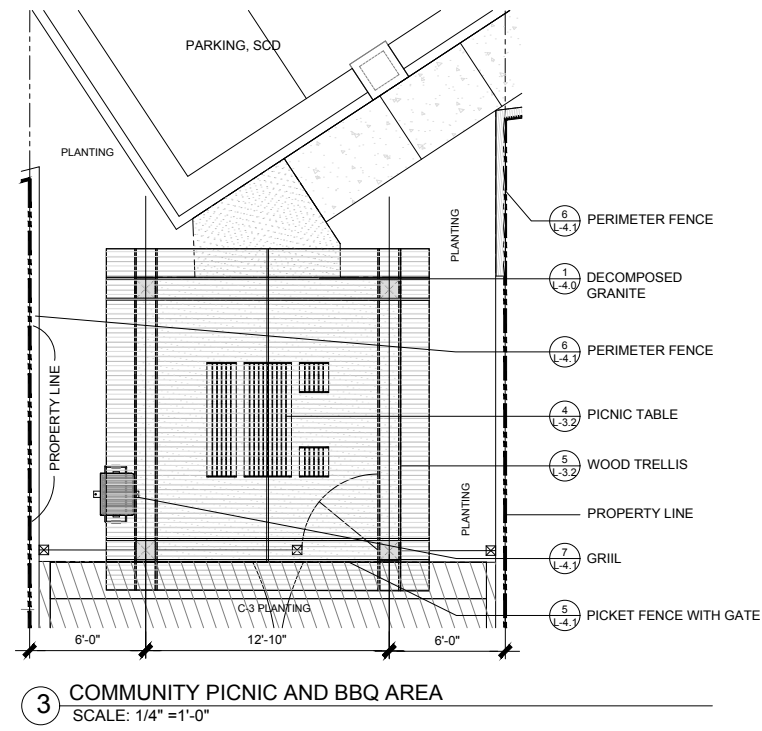 PARKING, SCD
PLANTING
PLANTING
6
L-4.1
PERIMETER FENCE
1
L-4.0
DECOMPOSED
GRANITE
6
L-4.1
PERIMETER FENCE
PROPERTY LINE
4
L-3.2
PICNIC TABLE
5
L-3.2
WOOD TRELLIS
PLANTING
PROPERTY LINE
7
L-4.1
GRIIL
C-3 PLANTING
5
L-4.1
PICKET FENCE WITH GATE
6'-0"
12'-10"
6'-0"
3
COMMUNITY PICNIC AND BBQ AREA
SCALE: 1/4" =1'-0"